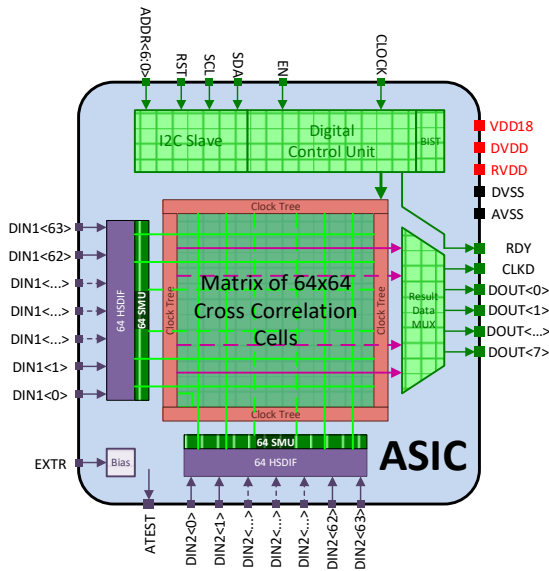 ADDR<6:0>
RST
SCL
SDA
EN
CLOCK
I2C Slave
Digital
Control Unit
BIST
VDD18
DVDD
RVDD
DVSS
AVSS
RDY
CLKD
DOUT<0>
DOUT<1>
DOUT<...>
DOUT<7>
Clock Tree
Clock Tree
Clock Tree
Clock Tree
DIN1<63>
DIN1<62>
DIN1<...>
DIN1<...>
DIN1<...>
DIN1<1>
DIN1<0>
64 HSDIF
64 SMU
Matrix of 64x64
Cross Correlation
Cells
Result
Data
MUX
64 SMU
64 HSDIF
ASIC
EXTR
Bias
ATEST
DIN2<0>
DIN2<1>
DIN2<...>
DIN2<...>
DIN2<...>
DIN2<62>
DIN2<63>